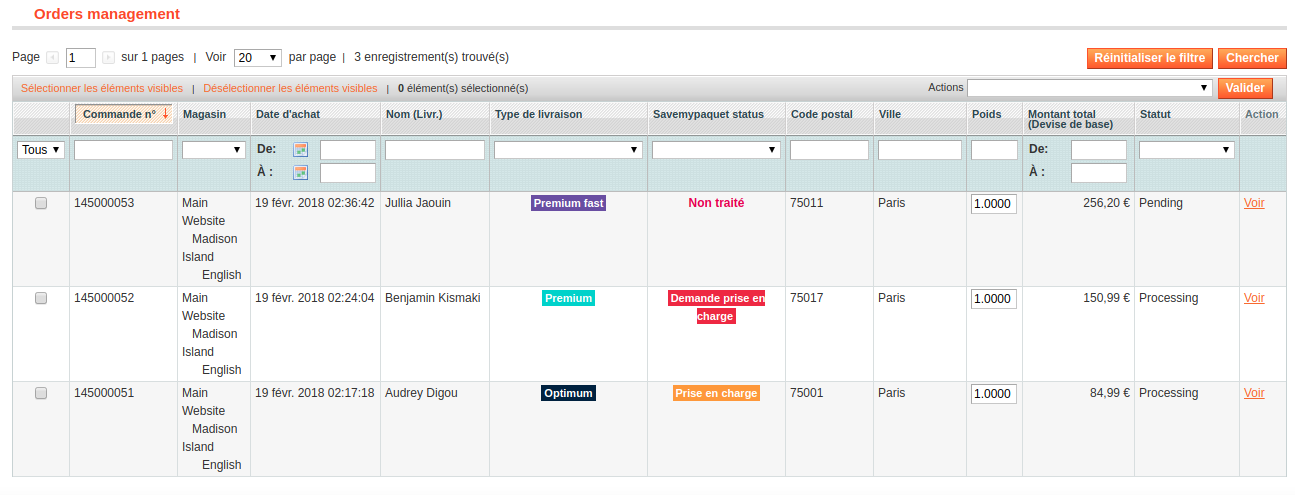 Orders management
Page 1 sur 1 pages | Voir 20 par page | 3 enregistrement(s) trouvé(s) Réinitialiser le filtre Chercher
Sélectionner les éléments visibles | Désélectionner les éléments visibles | 0 élément(s) sélectionné(s) Actions Valider
Commande n° Magasin Date d'achat Nom (Livr.) Type de livraison Savemypaquet status Code postal Ville Poids Montant total Statut Action
(Devise de base)
Tous De: De:
À : À :
145000053 Main 19 févr. 2018 02:36:42 Jullia Jaouin Premium fast Non traité 75011 Paris 1.0000 256,20 € Pending Voir
Website
Madison
Island
English
145000052 Main 19 févr. 2018 02:24:04 Benjamin Kismaki Premium Demande prise en 75017 Paris 1.0000 150,99 € Processing Voir
Website charge
Madison
Island
English
145000051 Main 19 févr. 2018 02:17:18 Audrey Digou Optimum Prise en charge 75001 Paris 1.0000 84,99 € Processing Voir
Website
Madison
Island
English